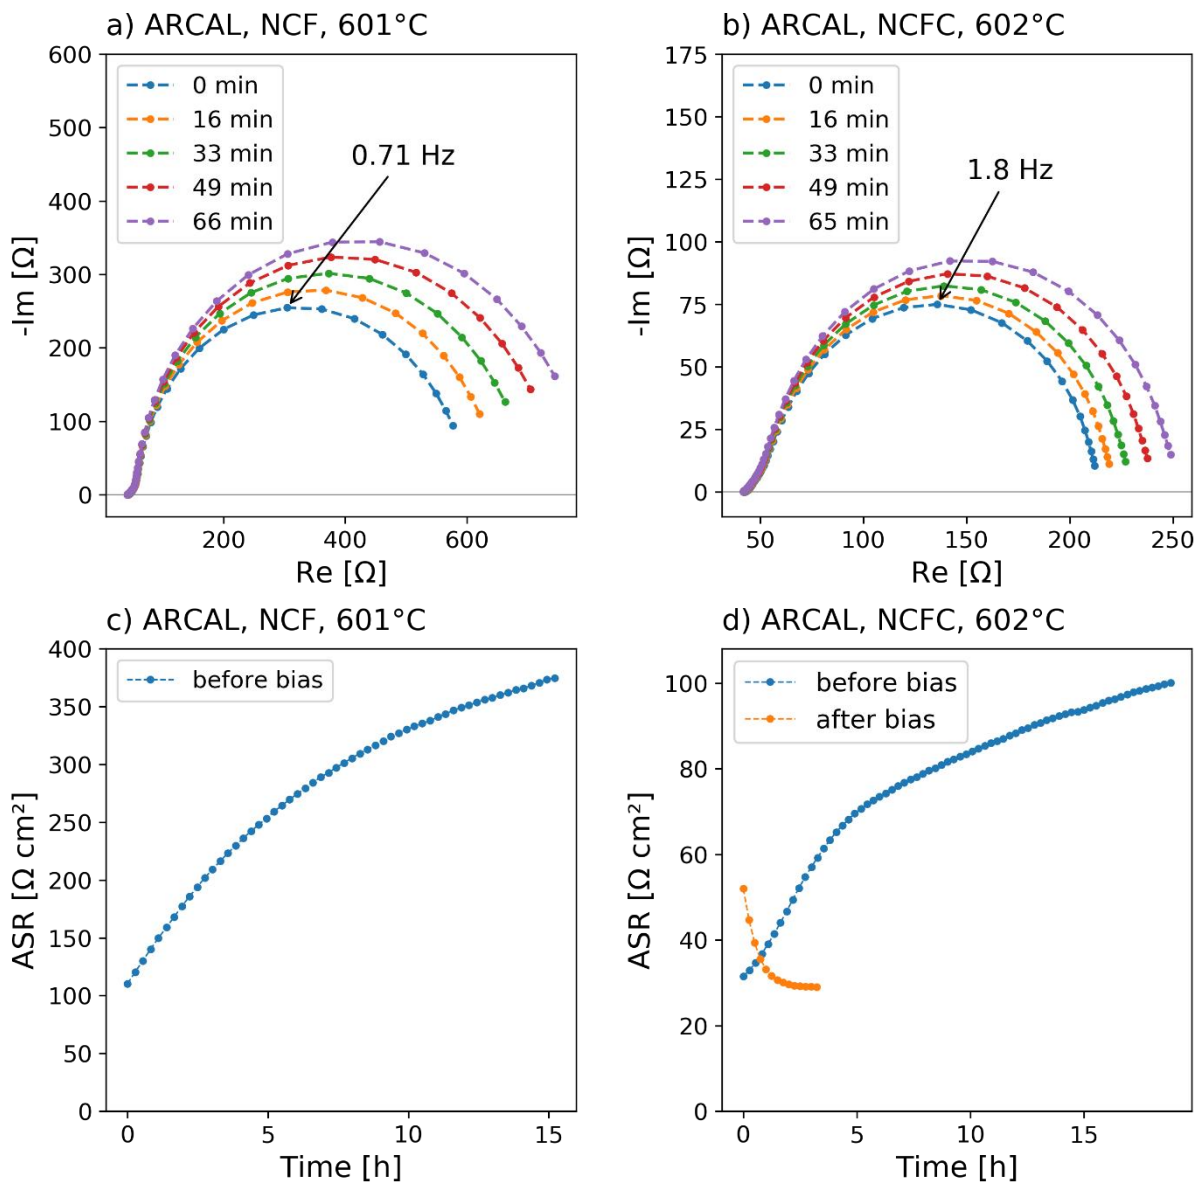 a) ARCAL, NCF, 601°C
600
500
400
300
200
100
0
-Im [Ω]
0 min
16 min
33 min
49 min
66 min
0.71 Hz
200
400
600
Re [Ω]
b) ARCAL, NCFC, 602°C
175
150
125
100
75
50
25
0
-Im [Ω]
0 min
16 min
33 min
49 min
65 min
1.8 Hz
50
100
150
200
250
Re [Ω]
c) ARCAL, NCF, 601°C
400
350
300
250
200
150
100
50
0
ASR [Ω cm²]
before bias
0
5
10
15
Time [h]
d) ARCAL, NCFC, 602°C
100
80
60
40
20
0
ASR [Ω cm²]
before bias
after bias
0
5
10
15
Time [h]